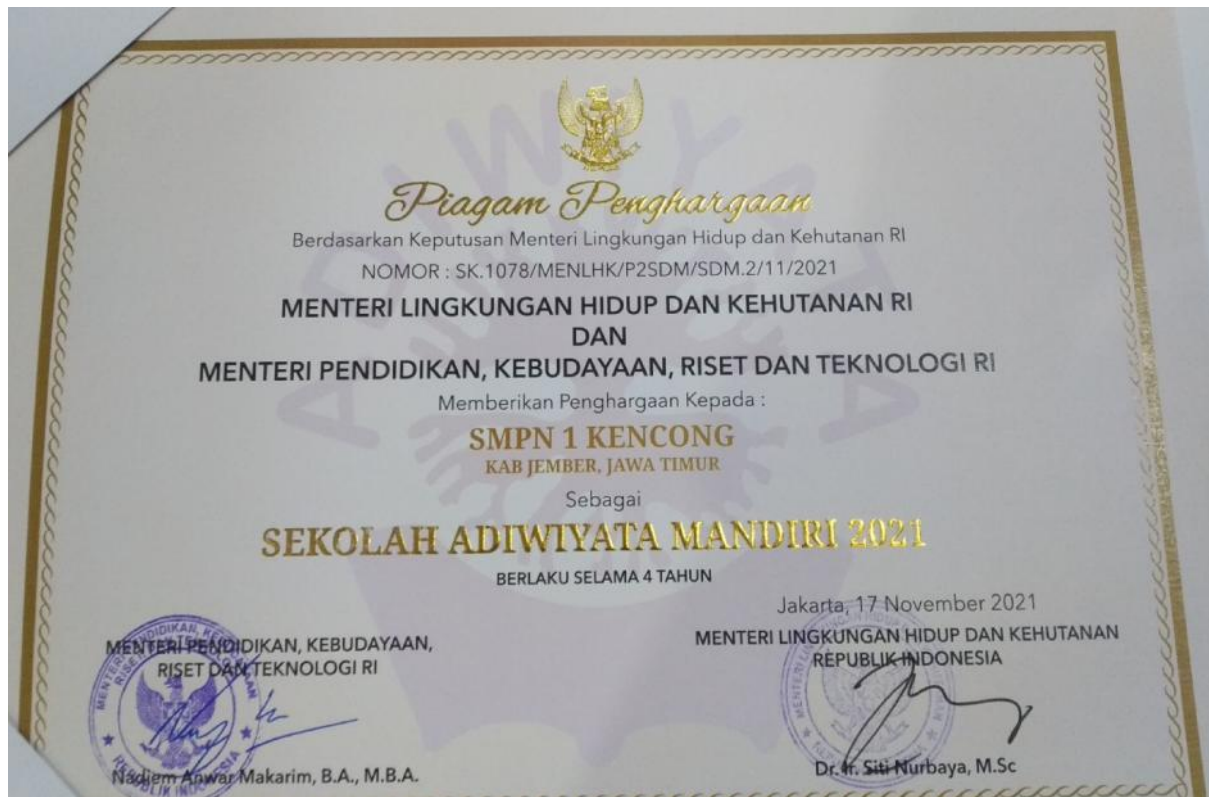 ADIWIYATA
Piagam Penghargaan
Berdasarkan Keputusan Menteri Lingkungan Hidup dan Kehutanan RI
NOMOR : SK.1078/MENLHK/P2SDM/SDM.2/11/2021
MENTERI LINGKUNGAN HIDUP DAN KEHUTANAN RI
DAN
MENTERI PENDIDIKAN, KEBUDAYAAN, RISET DAN TEKNOLOGI RI
Memberikan Penghargaan Kepada :
SMPN 1 KENCONG
KAB JEMBER, JAWA TIMUR
Sebagai
SEKOLAH ADIWIYATA MANDIRI 2021
BERLAKU SELAMA 4 TAHUN
MENTERI PENDIDIKAN, KEBUDAYAAN,
RISET DAN TEKNOLOGI RI
Nadiem Anwar Makarim, B.A., M.B.A.
Jakarta, 17 November 2021
MENTERI LINGKUNGAN HIDUP DAN KEHUTANAN
REPUBLIK INDONESIA
Dr. Ir. Siti Nurbaya, M.Sc